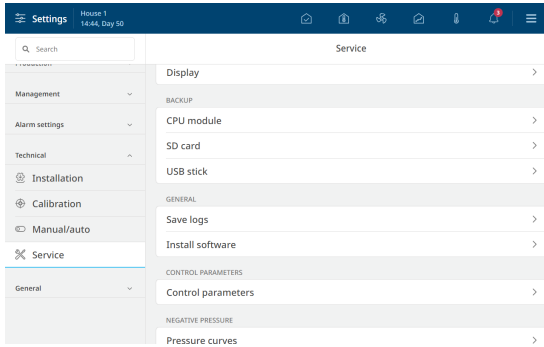 Settings
House 1
14:44, Day 50
3
Search
Service
Production
Management
Alarm settings
Technical
Installation
Calibration
Manual/auto
Service
General
Display
BACKUP
CPU module
SD card
USB stick
GENERAL
Save logs
Install software
CONTROL PARAMETERS
Control parameters
NEGATIVE PRESSURE
Pressure curves